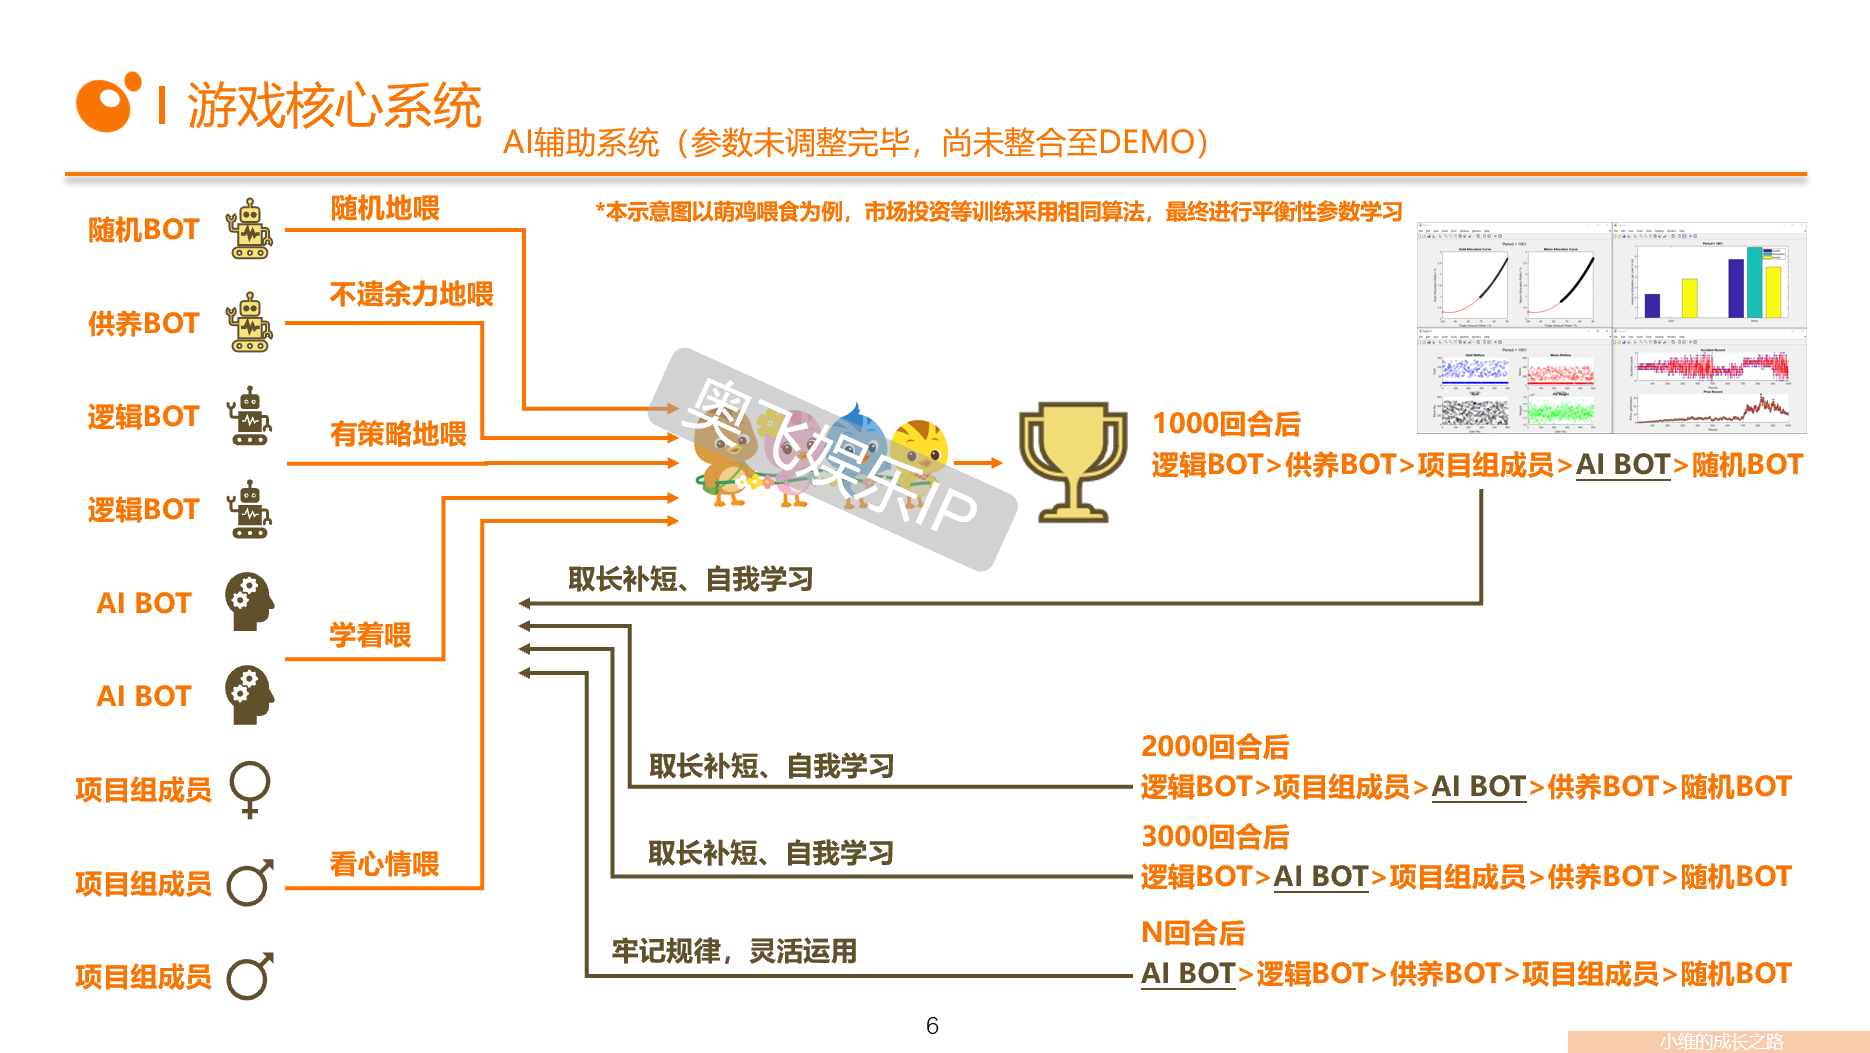 I 游戏核心系统
AI辅助系统（参数未调整完毕，尚未整合至DEMO）
*本示意图以萌鸡喂食为例，市场投资等训练采用相同算法，最终进行平衡性参数学习
随机BOT
随机地喂
供养BOT
不遗余力地喂
逻辑BOT
有策略地喂
逻辑BOT
AI BOT
学着喂
AI BOT
项目组成员
项目组成员
看心情喂
项目组成员
奥飞娱乐IP
1000回合后
逻辑BOT>供养BOT>项目组成员>AI BOT>随机BOT
取长补短、自我学习
取长补短、自我学习
2000回合后
逻辑BOT>项目组成员>AI BOT>供养BOT>随机BOT
取长补短、自我学习
3000回合后
逻辑BOT>AI BOT>项目组成员>供养BOT>随机BOT
牢记规律，灵活运用
N回合后
AI BOT>逻辑BOT>供养BOT>项目组成员>随机BOT
6
小维的成长之路